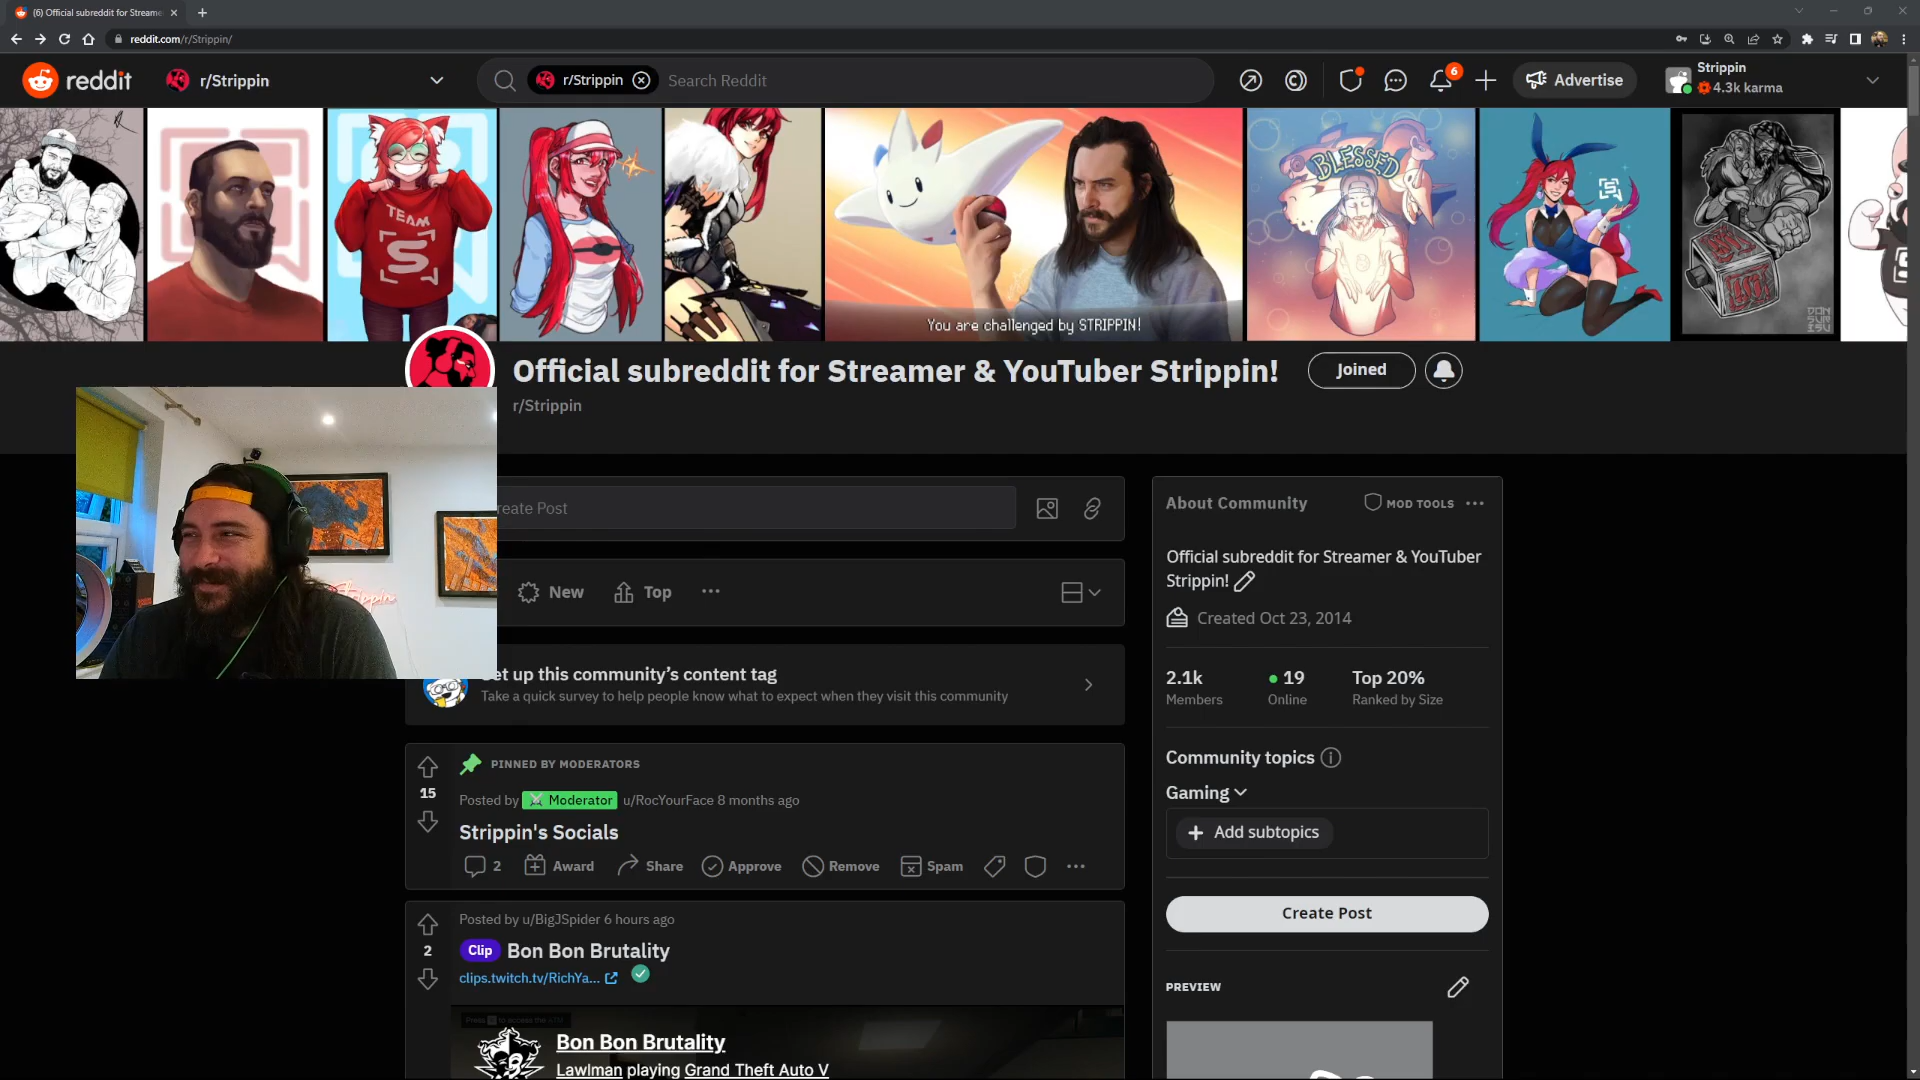 (6) Official subreddit for Streame
reddit.com/r/Strippin/
reddit
r/Strippin
r/Strippin
Search Reddit
6
Advertise
Strippin
4.3k karma
TEAM
S
BLESSED
You are challenged by STRIPPIN!
Official subreddit for Streamer & YouTuber Strippin!
Joined
r/Strippin
Strippin
reate Post
New
Top
et up this community's content tag
Take a quick survey to help people know what to expect when they visit this community
15
PINNED BY MODERATORS
Posted by Moderator u/RocYourFace 8 months ago
Strippin's Socials
2
Award
Share
Approve
Remove
Spam
2
Posted by u/BigJSpider 6 hours ago
Clip Bon Bon Brutality
clips.twitch.tv/RichYa...
Bon Bon Brutality
Lawlman playing Grand Theft Auto V
About Community
MOD TOOLS
Official subreddit for Streamer & YouTuber
Strippin!
Created Oct 23, 2014
2.1k
Members
19
Online
Top 20%
Ranked by Size
Community topics
Gaming
Add subtopics
Create Post
PREVIEW